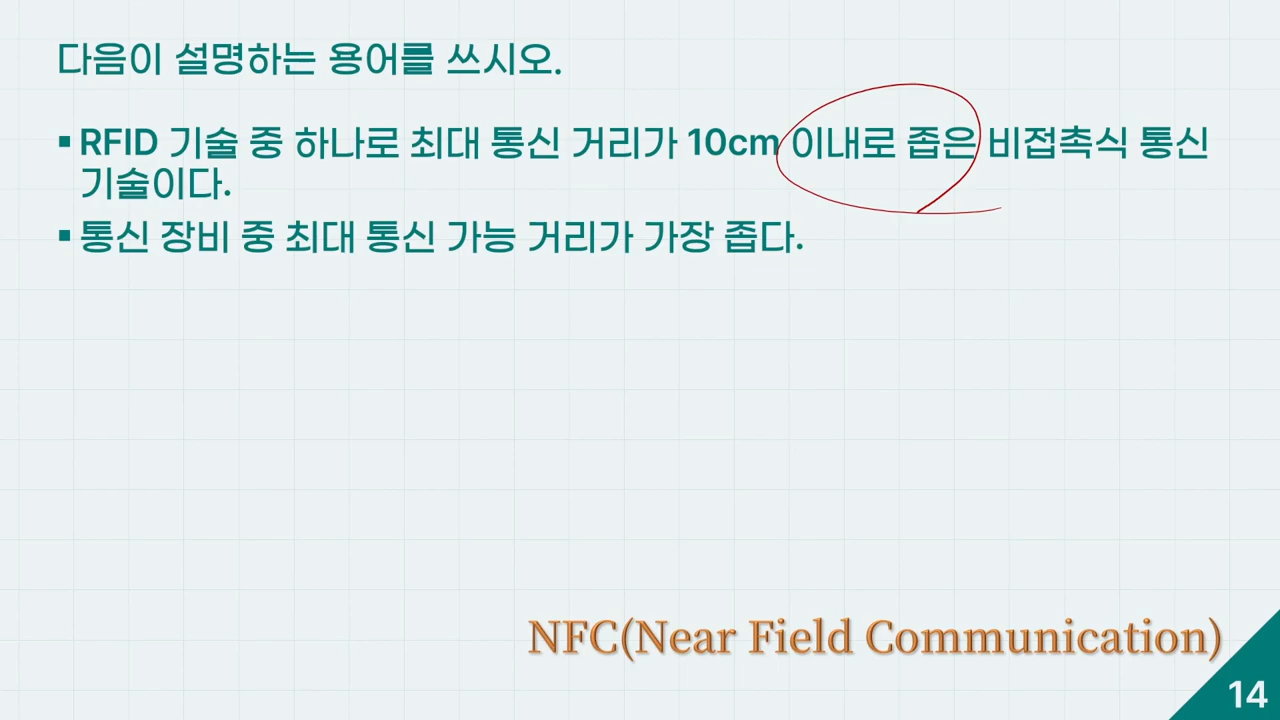 다음이 설명하는 용어를 쓰시오.
▪ RFID 기술 중 하나로 최대 통신 거리가 10cm 이내로 좁은 비접촉식 통신
기술이다.
▪ 통신 장비 중 최대 통신 가능 거리가 가장 좁다.
NFC(Near Field Communication)
14